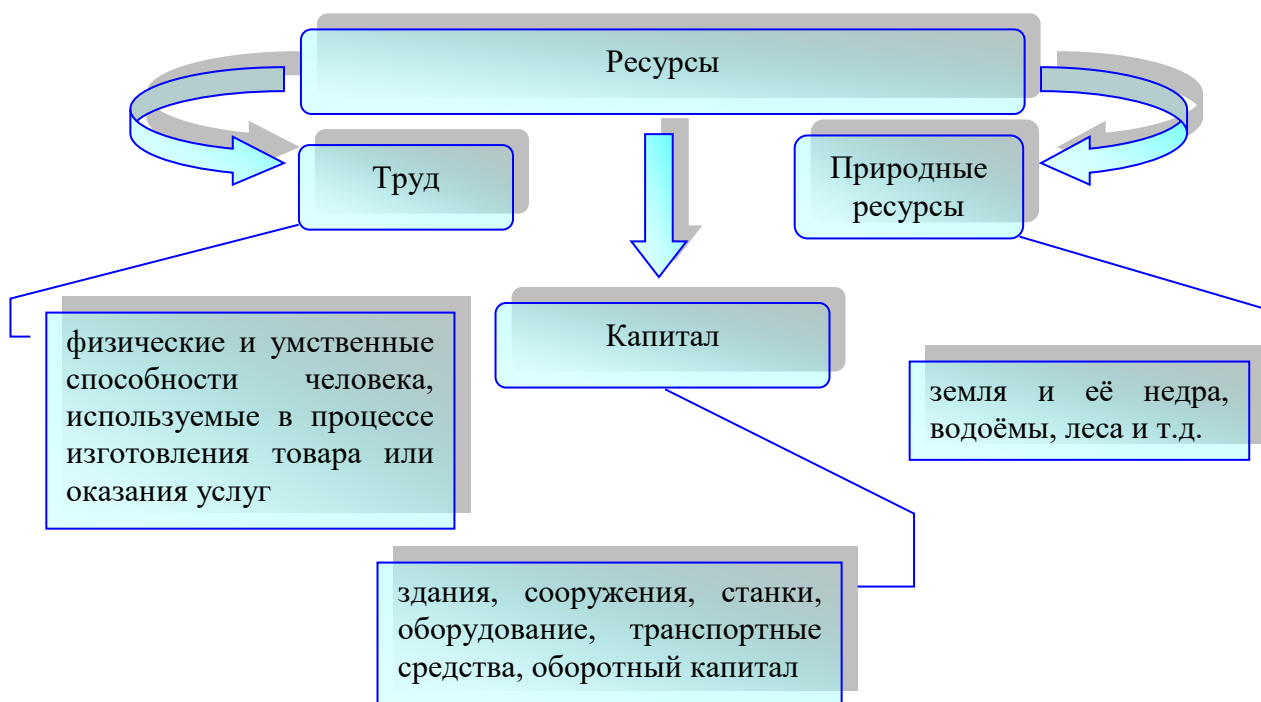 Ресурсы
Труд
Природные
ресурсы
Капитал
физические и умственные
способности человека,
используемые в процессе
изготовления товара или
оказания услуг
земля и её недра,
водоёмы, леса и т.д.
здания, сооружения, станки,
оборудование, транспортные
средства, оборотный капитал